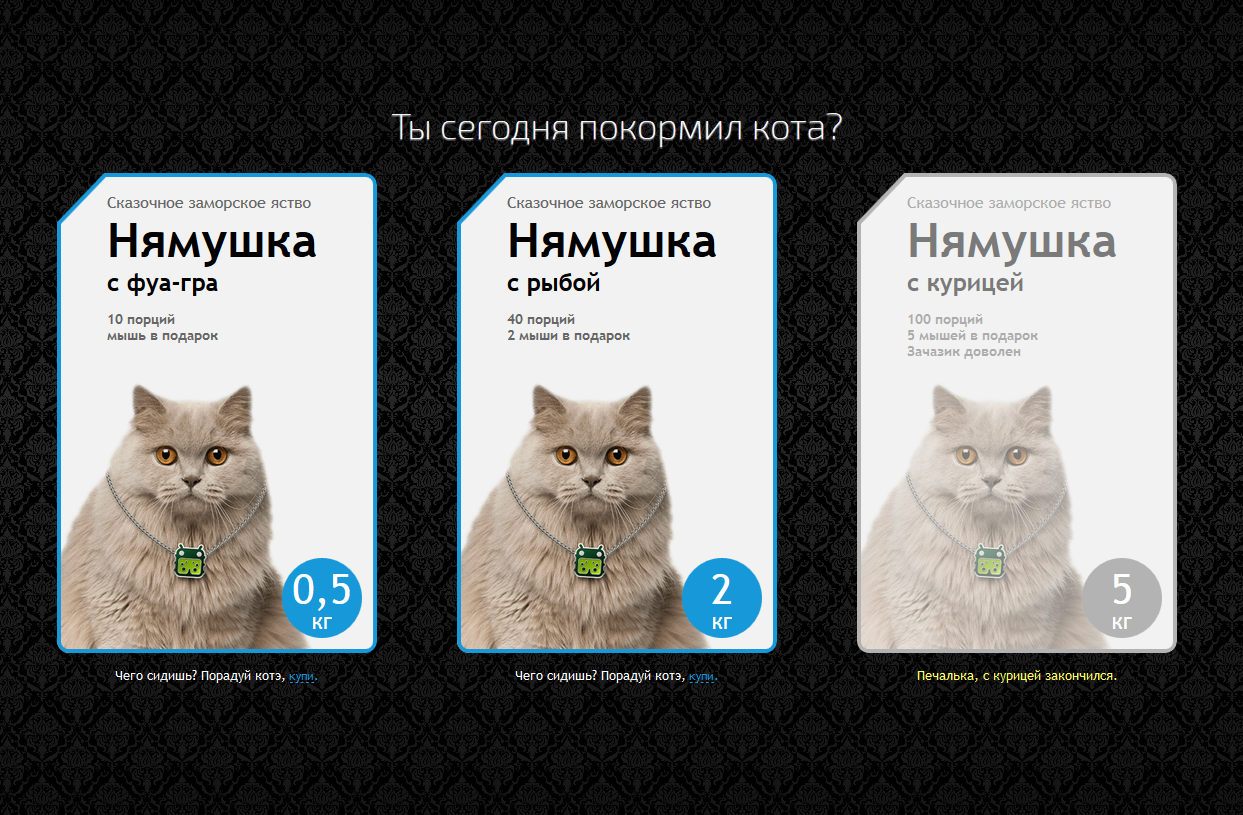 Ты сегодня покормил кота?
Сказочное заморское яство
Нямушка
с фуа-гра
10 порций
мышь в подарок
0,5
кг
Чего сидишь? Порадуй котэ, купи.
Сказочное заморское яство
Нямушка
с рыбой
40 порций
2 мыши в подарок
2
кг
Чего сидишь? Порадуй котэ, купи.
Сказочное заморское яство
Нямушка
с курицей
100 порций
5 мышей в подарок
Зачазик доволен
5
кг
Печалька, с курицей закончился.